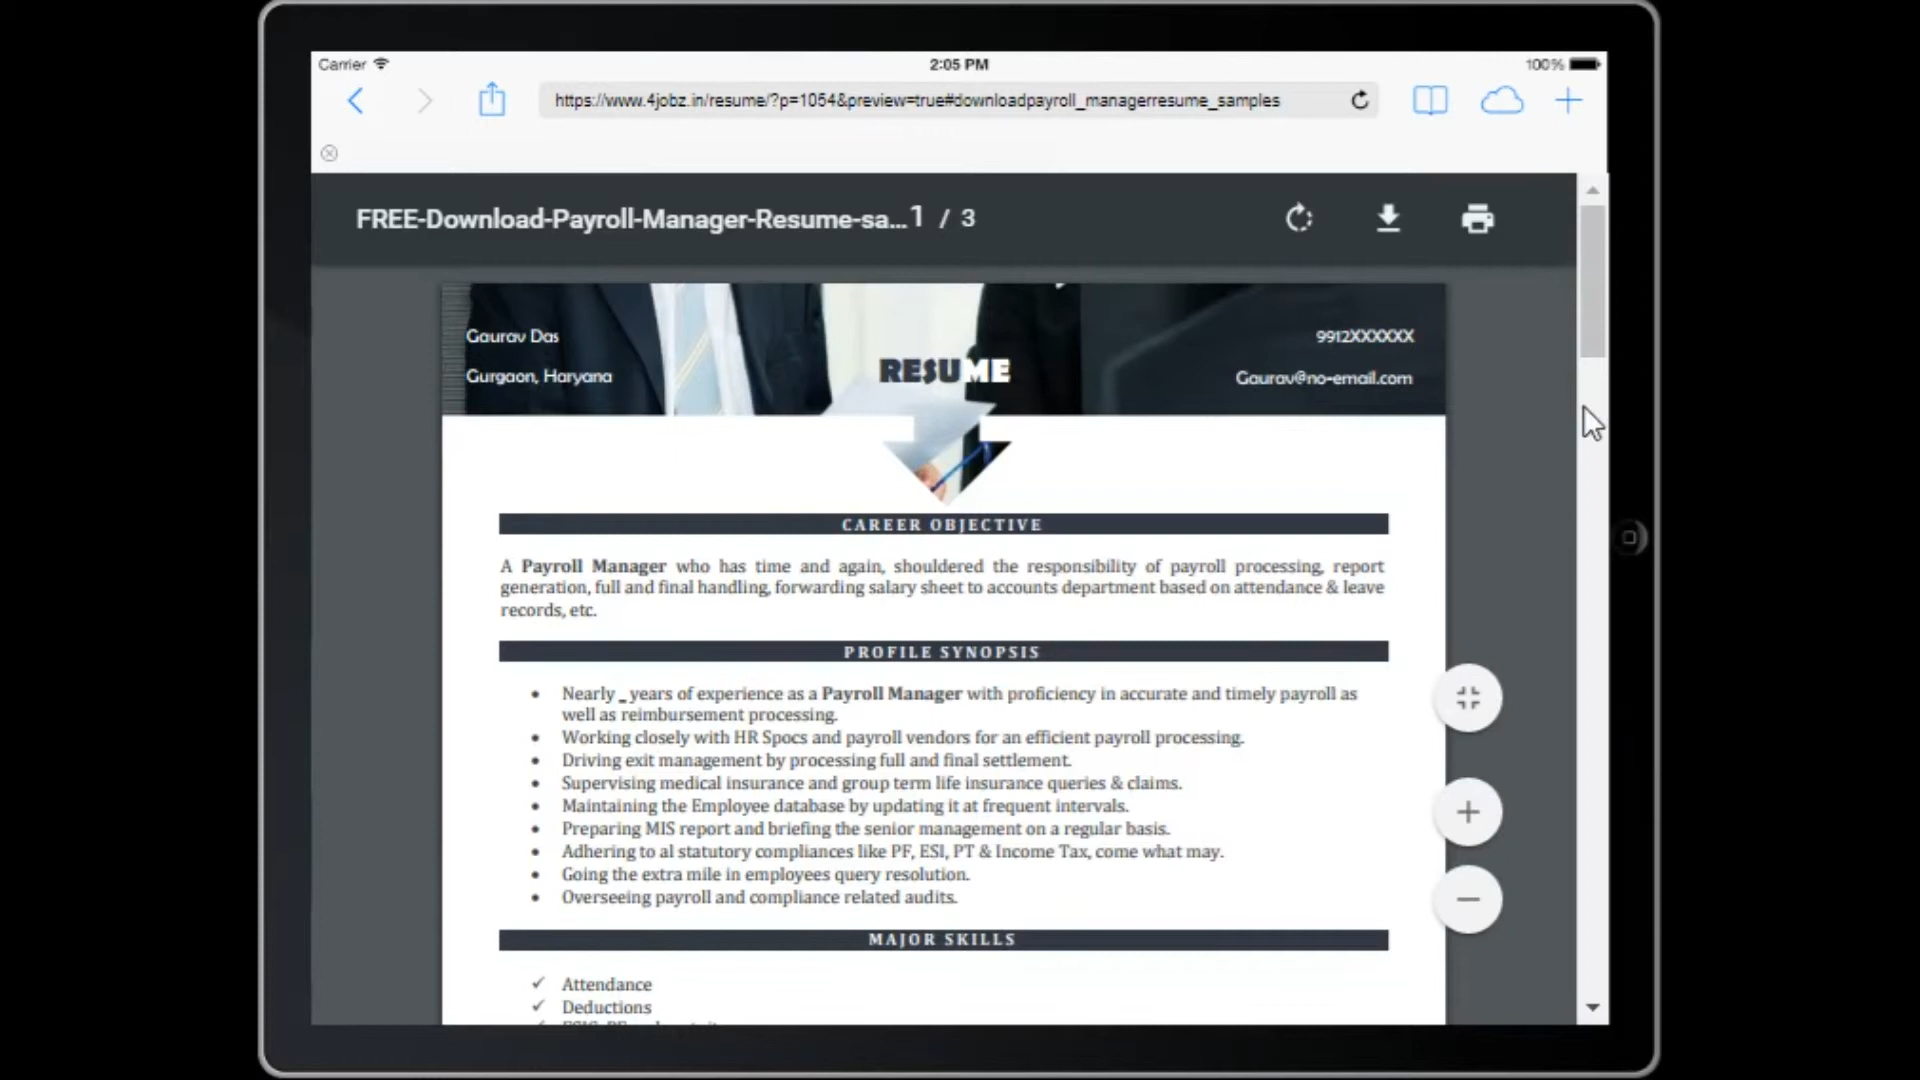 Carrier
2:05 PM
100%
https://www.4jobz.in/resume/?p=1054&preview=true#downloadpayroll_managerresume_samples
FREE-Download-Payroll-Manager-Resume-sa... 1 / 3
Gaurav Das
9912XXXXXX
RESUME
Gurgaon, Haryana
Gaurav@no-email.com
CAREER OBJECTIVE
A Payroll Manager who has time and again, shouldered the responsibility of payroll processing, report
generation, full and final handling, forwarding salary sheet to accounts department based on attendance & leave
records, etc.
PROFILE SYNOPSIS
• Nearly _ years of experience as a Payroll Manager with proficiency in accurate and timely payroll as
well as reimbursement processing.
• Working closely with HR Spocs and payroll vendors for an efficient payroll processing.
• Driving exit management by processing full and final settlement.
• Supervising medical insurance and group term life insurance queries & claims.
• Maintaining the Employee database by updating it at frequent intervals.
• Preparing MIS report and briefing the senior management on a regular basis.
• Adhering to al statutory compliances like PF, ESI, PT & Income Tax, come what may.
• Going the extra mile in employees query resolution.
• Overseeing payroll and compliance related audits.
MAJOR SKILLS
✓ Attendance
✓ Deductions